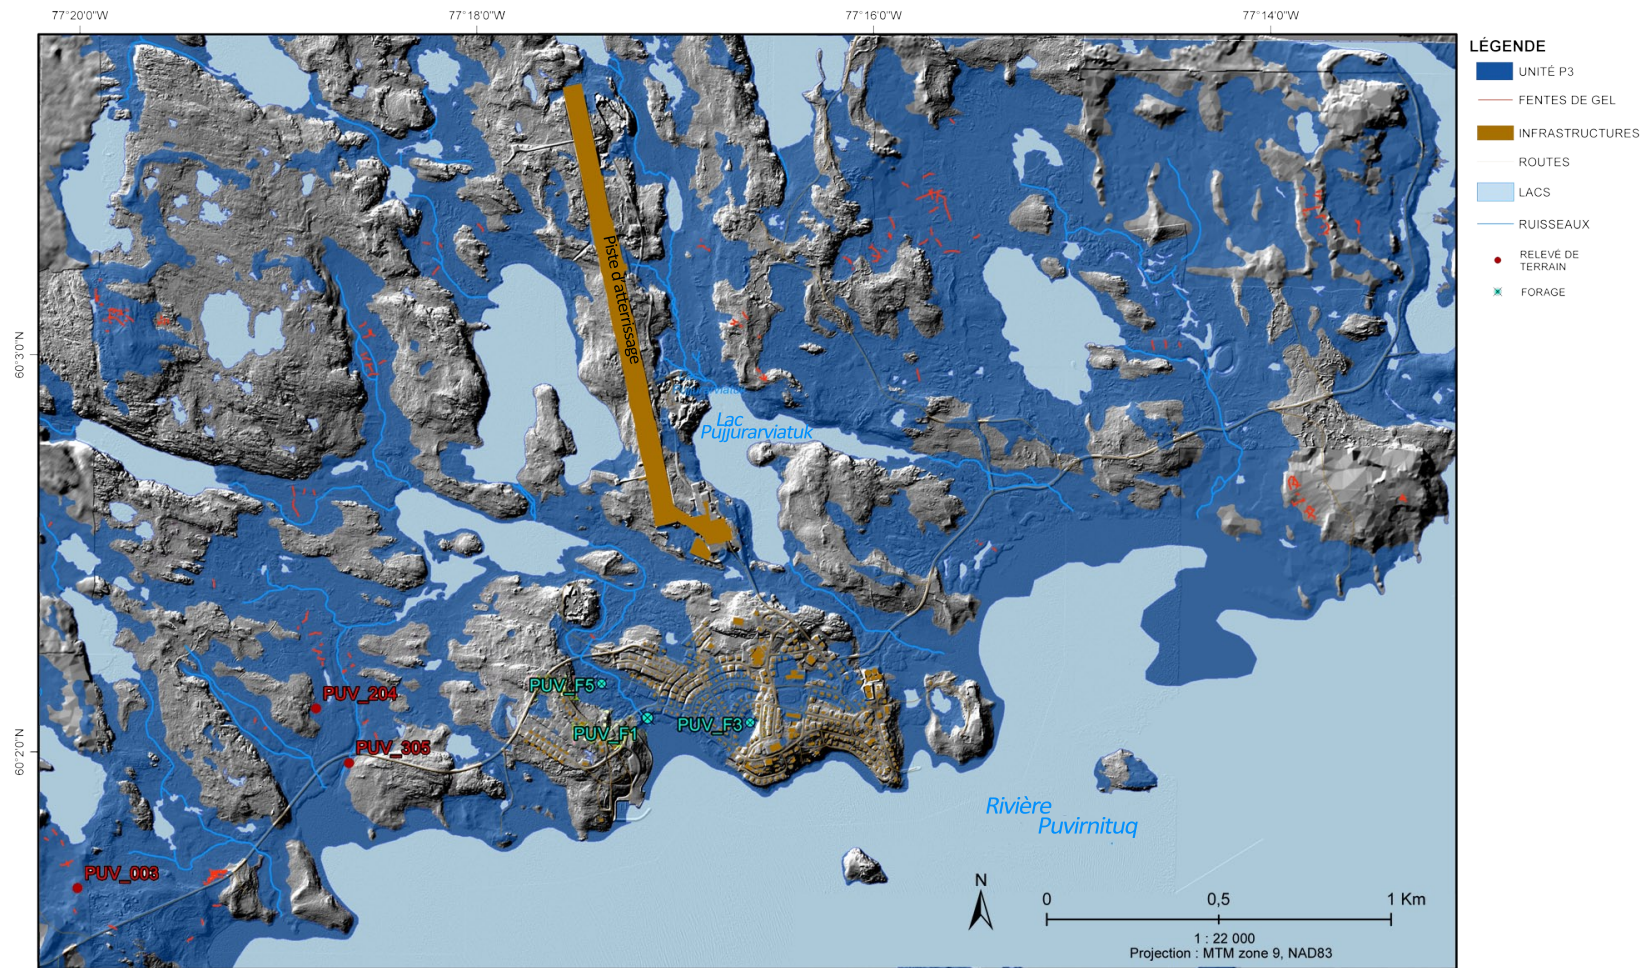 77°20'0"W
77°18'0"W
77°16'0"W
77°14'0"W
60°3'0"N
60°2'0"N
Piste d'atterrissage
Lac
Pujjurarviatuk
PUV_F5
PUV_F1
PUV_F3
PUV_204
PUV_305
PUV_003
Rivière
Puvirnituq
N
0 0,5 1 Km
1 : 22 000
Projection : MTM zone 9, NAD83
LÉGENDE
UNITÉ P3
FENTES DE GEL
INFRASTRUCTURES
ROUTES
LACS
RUISSEAUX
RELEVÉ DE
TERRAIN
FORAGE